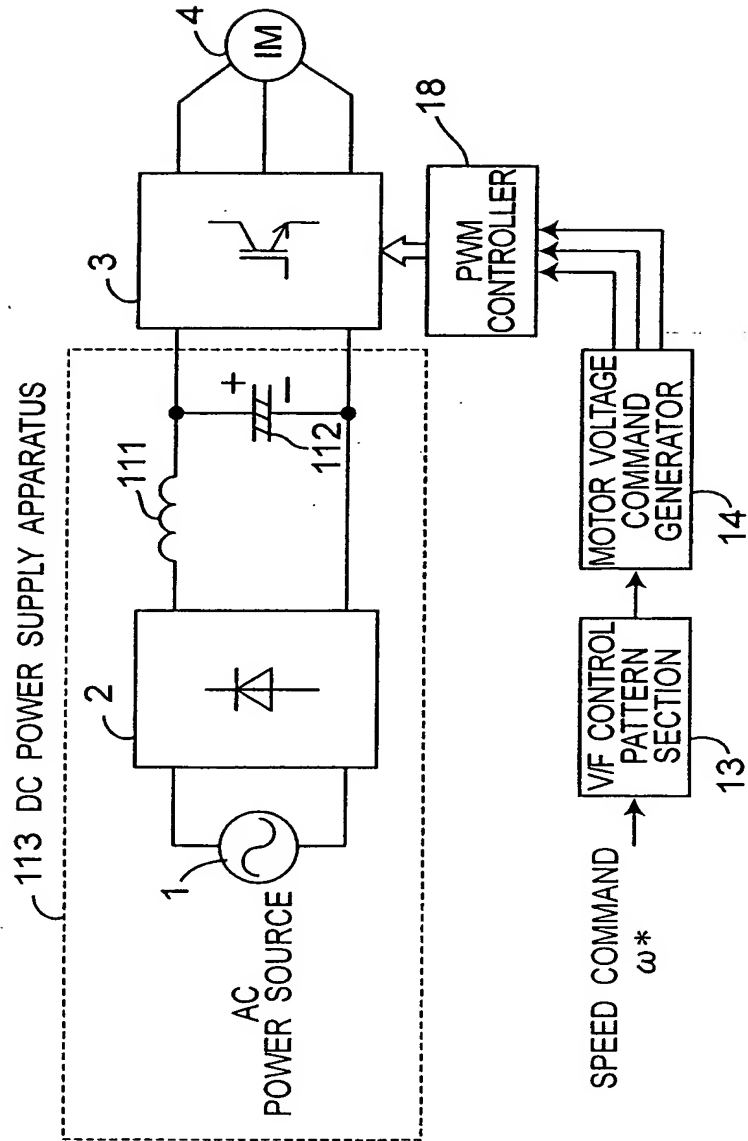 113 DC POWER SUPPLY APPARATUS
2
111
3
4
IM
1
+
−
112
AC
POWER SOURCE
18
PWM
CONTROLLER
SPEED COMMAND
ω*
V/F CONTROL
PATTERN
SECTION
13
MOTOR VOLTAGE
COMMAND
GENERATOR
14